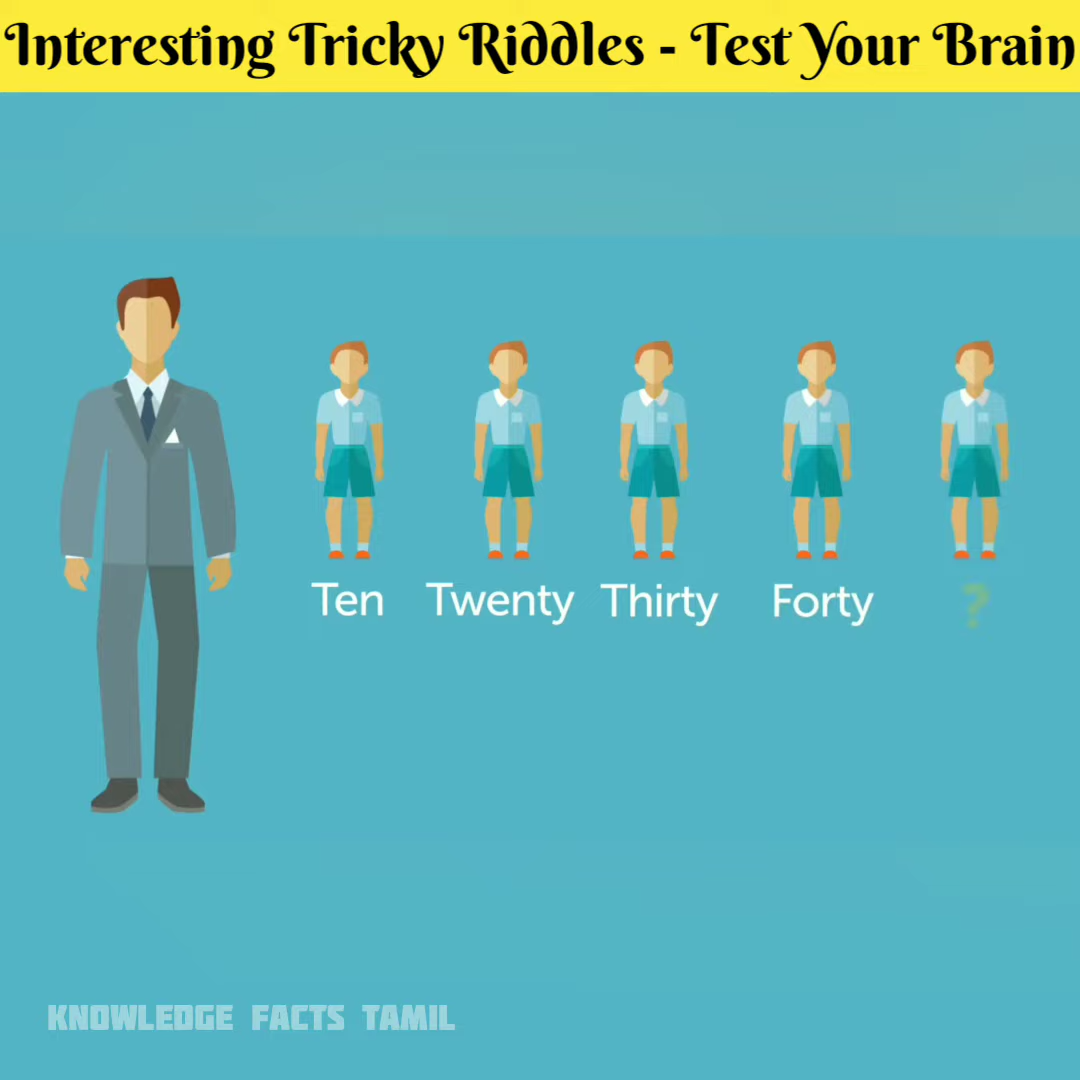 Interesting Tricky Riddles - Test Your Brain
Ten Twenty Thirty Forty ?
KNOWLEDGE FACTS TAMIL